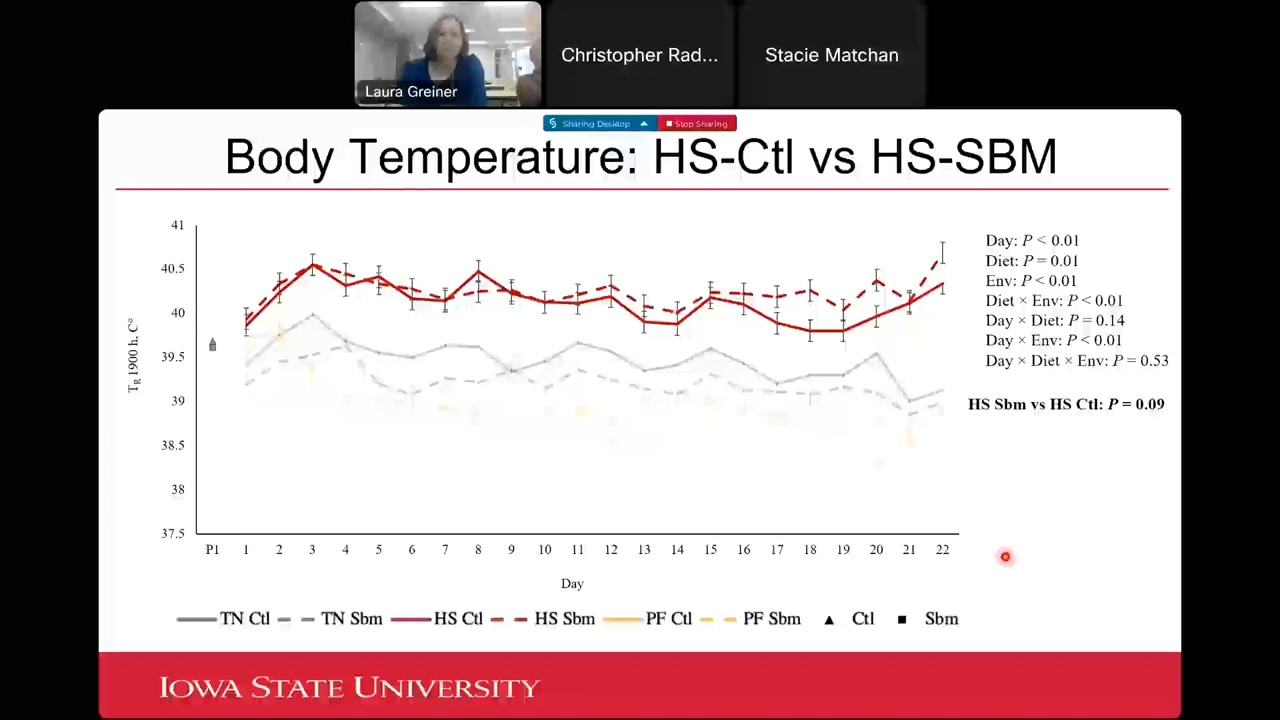 Laura Greiner
Christopher Rad...
Stacie Matchan
Sharing Desktop
Stop Sharing
Body Temperature: HS-Ctl vs HS-SBM
41
40.5
40
39.5
39
38.5
38
37.5
T_R 1900 h, C°
P1 1 2 3 4 5 6 7 8 9 10 11 12 13 14 15 16 17 18 19 20 21 22
Day
Day: P < 0.01
Diet: P = 0.01
Env: P < 0.01
Diet × Env: P < 0.01
Day × Diet: P = 0.14
Day × Env: P < 0.01
Day × Diet × Env: P = 0.53
HS Sbm vs HS Ctl: P = 0.09
TN Ctl TN Sbm HS Ctl HS Sbm PF Ctl PF Sbm Ctl Sbm
IOWA STATE UNIVERSITY